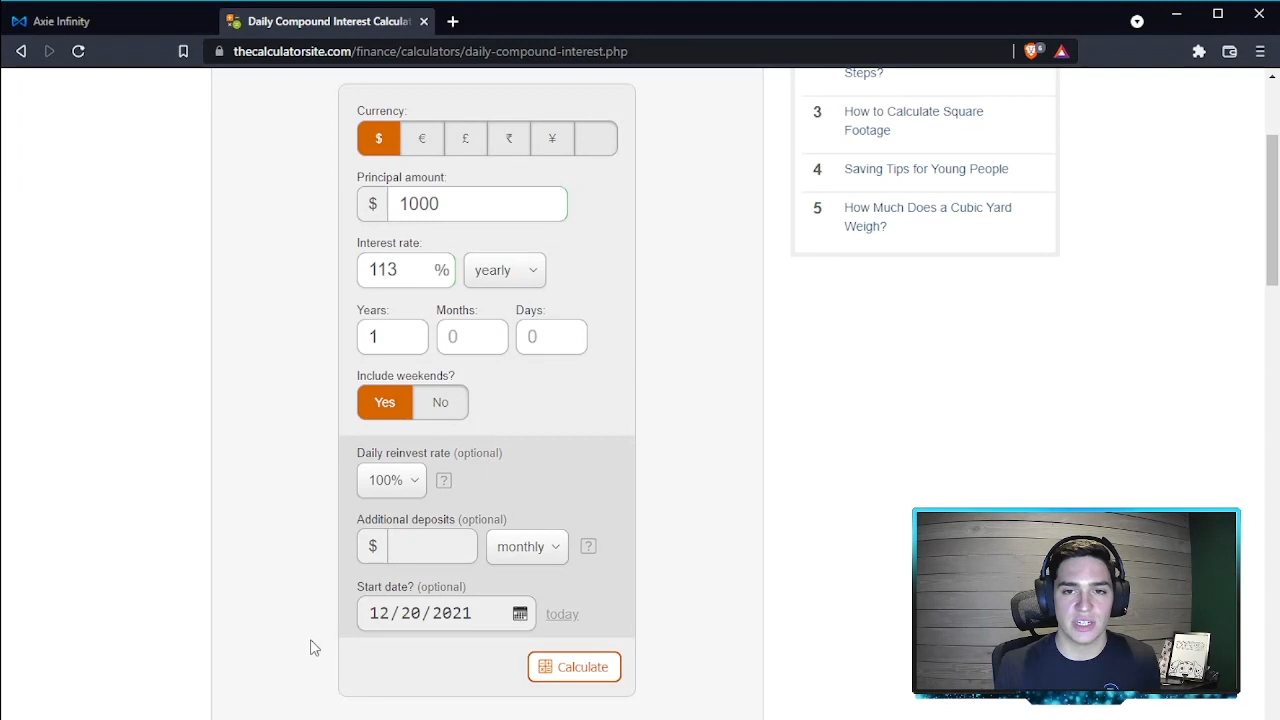 Axie Infinity
Daily Compound Interest Calculat
thecalculatorsite.com/finance/calculators/daily-compound-interest.php
6
Steps?
3 How to Calculate Square
Footage
4 Saving Tips for Young People
5 How Much Does a Cubic Yard
Weigh?
Currency:
$ € £ ₹ ¥
Principal amount:
$ 1000
Interest rate:
113 % yearly
Years: Months: Days:
1 0 0
Include weekends?
Yes No
Daily reinvest rate (optional)
100% ?
Additional deposits (optional)
$ monthly ?
Start date? (optional)
12/20/2021 today
Calculate